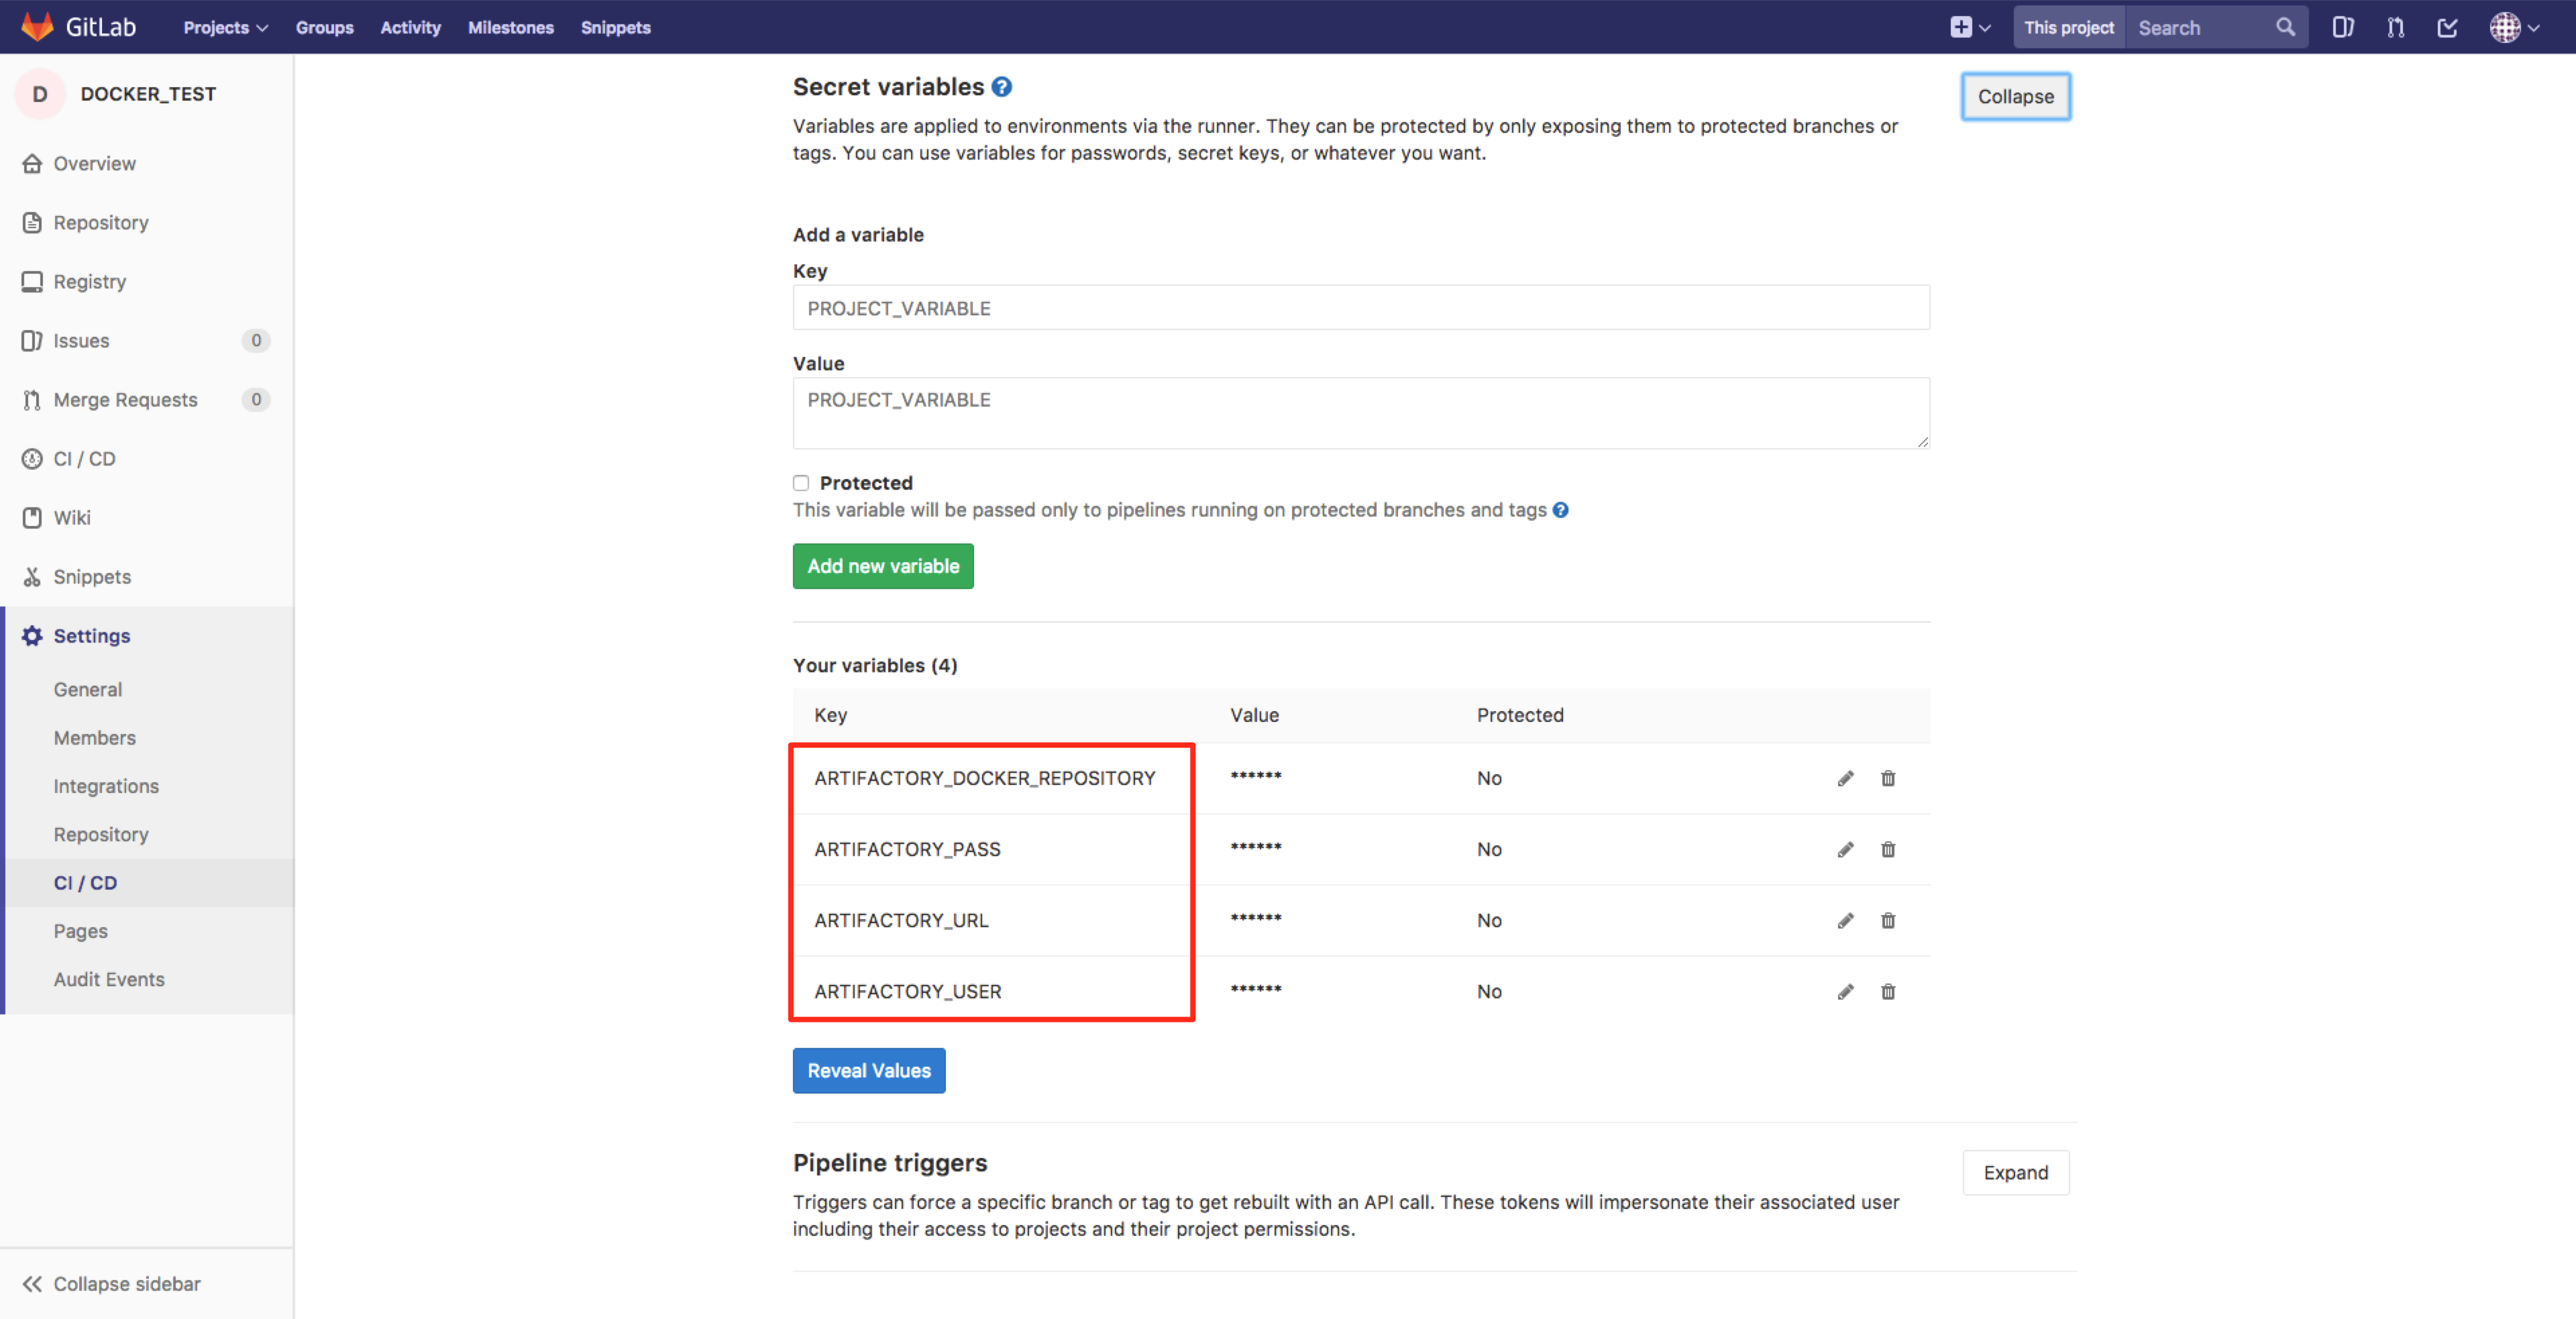 GitLab Projects Groups Activity Milestones Snippets This project Search
D DOCKER_TEST
Overview
Repository
Registry
Issues 0
Merge Requests 0
CI / CD
Wiki
Snippets
Settings
General
Members
Integrations
Repository
CI / CD
Pages
Audit Events
Collapse sidebar
Secret variables ?
Collapse
Variables are applied to environments via the runner. They can be protected by only exposing them to protected branches or
tags. You can use variables for passwords, secret keys, or whatever you want.
Add a variable
Key
PROJECT_VARIABLE
Value
PROJECT_VARIABLE
Protected
This variable will be passed only to pipelines running on protected branches and tags ?
Add new variable
Your variables (4)
Key Value Protected
ARTIFACTORY_DOCKER_REPOSITORY ****** No
ARTIFACTORY_PASS ****** No
ARTIFACTORY_URL ****** No
ARTIFACTORY_USER ****** No
Reveal Values
Pipeline triggers
Expand
Triggers can force a specific branch or tag to get rebuilt with an API call. These tokens will impersonate their associated user
including their access to projects and their project permissions.